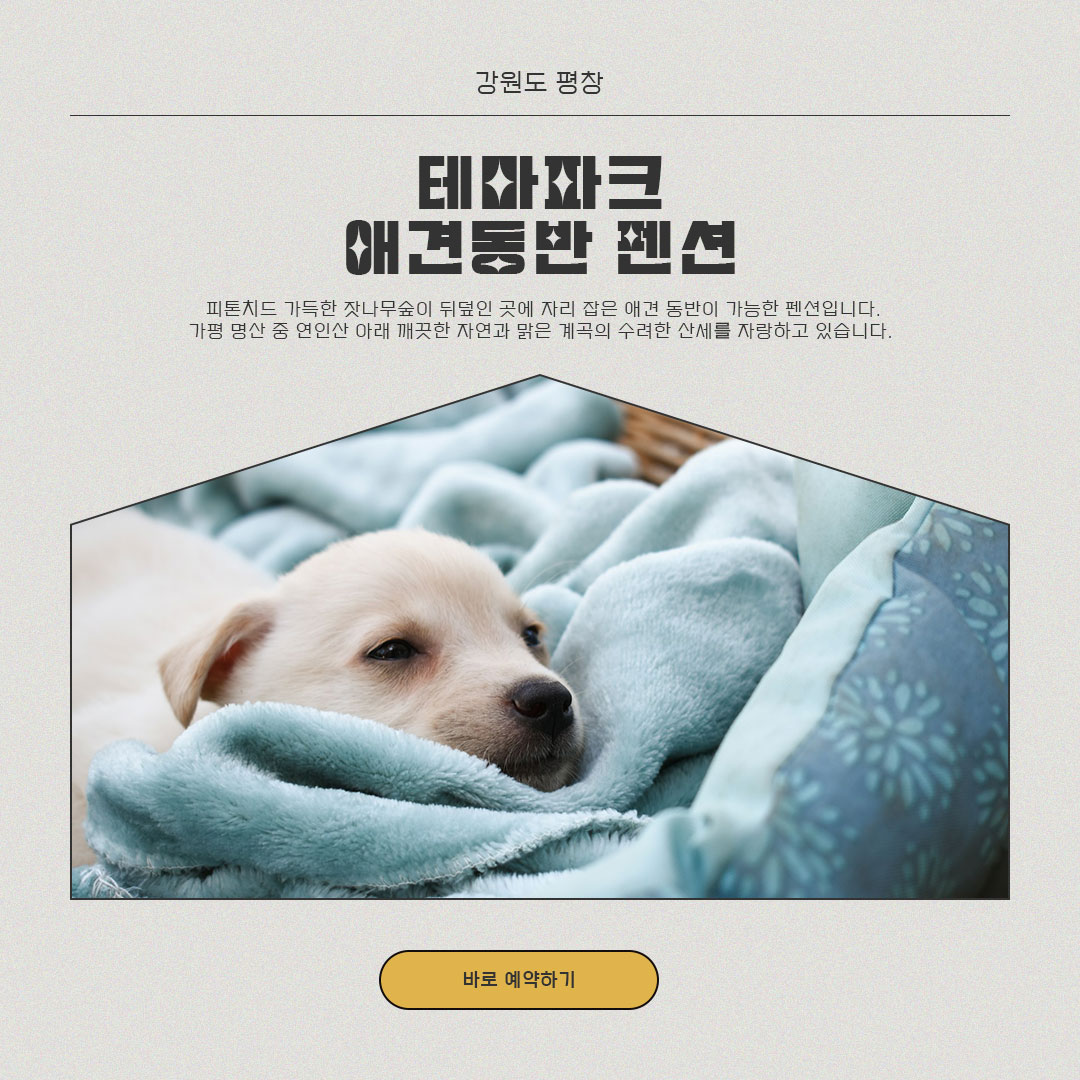 강원도 평창
테마파크
애견동반 펜션
피톤치드 가득한 잣나무숲이 뒤덮인 곳에 자리 잡은 애견 동반이 가능한 펜션입니다.
가평 명산 중 연인산 아래 깨끗한 자연과 맑은 계곡의 수려한 산세를 자랑하고 있습니다.
바로 예약하기